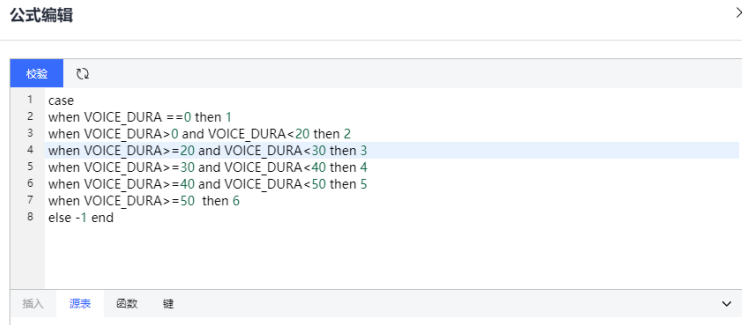 公式编辑
校验
1 case
2 when VOICE_DURA ==0 then 1
3 when VOICE_DURA>0 and VOICE_DURA<20 then 2
4 when VOICE_DURA>=20 and VOICE_DURA<30 then 3
5 when VOICE_DURA>=30 and VOICE_DURA<40 then 4
6 when VOICE_DURA>=40 and VOICE_DURA<50 then 5
7 when VOICE_DURA>=50  then 6
8 else -1 end
插入 源表 函数 键